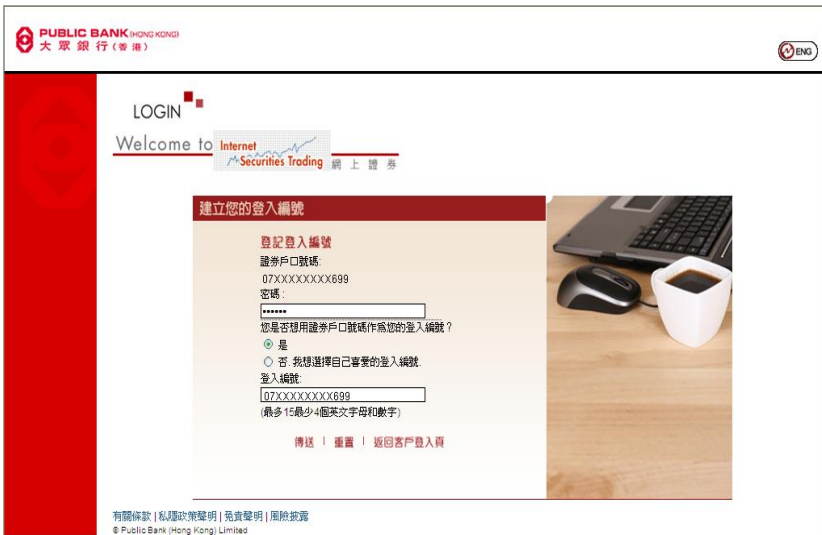 PUBLIC BANK (HONG KONG)
大眾銀行(香港)
ENG
LOGIN
Welcome to Internet Securities Trading 網上證券
建立您的登入編號
登記登入編號
證券戶口號碼:
07XXXXXXXX699
密碼:
••••••
您是否想用證券戶口號碼作為您的登入編號?
是
否. 我想選擇自己喜愛的登入編號.
登入編號:
07XXXXXXXX699
(最多15最少4個英文字母和數字)
傳送 | 重置 | 返回客戶登入頁
有關條款 | 私隱政策聲明 | 免責聲明 | 風險披露
© Public Bank (Hong Kong) Limited